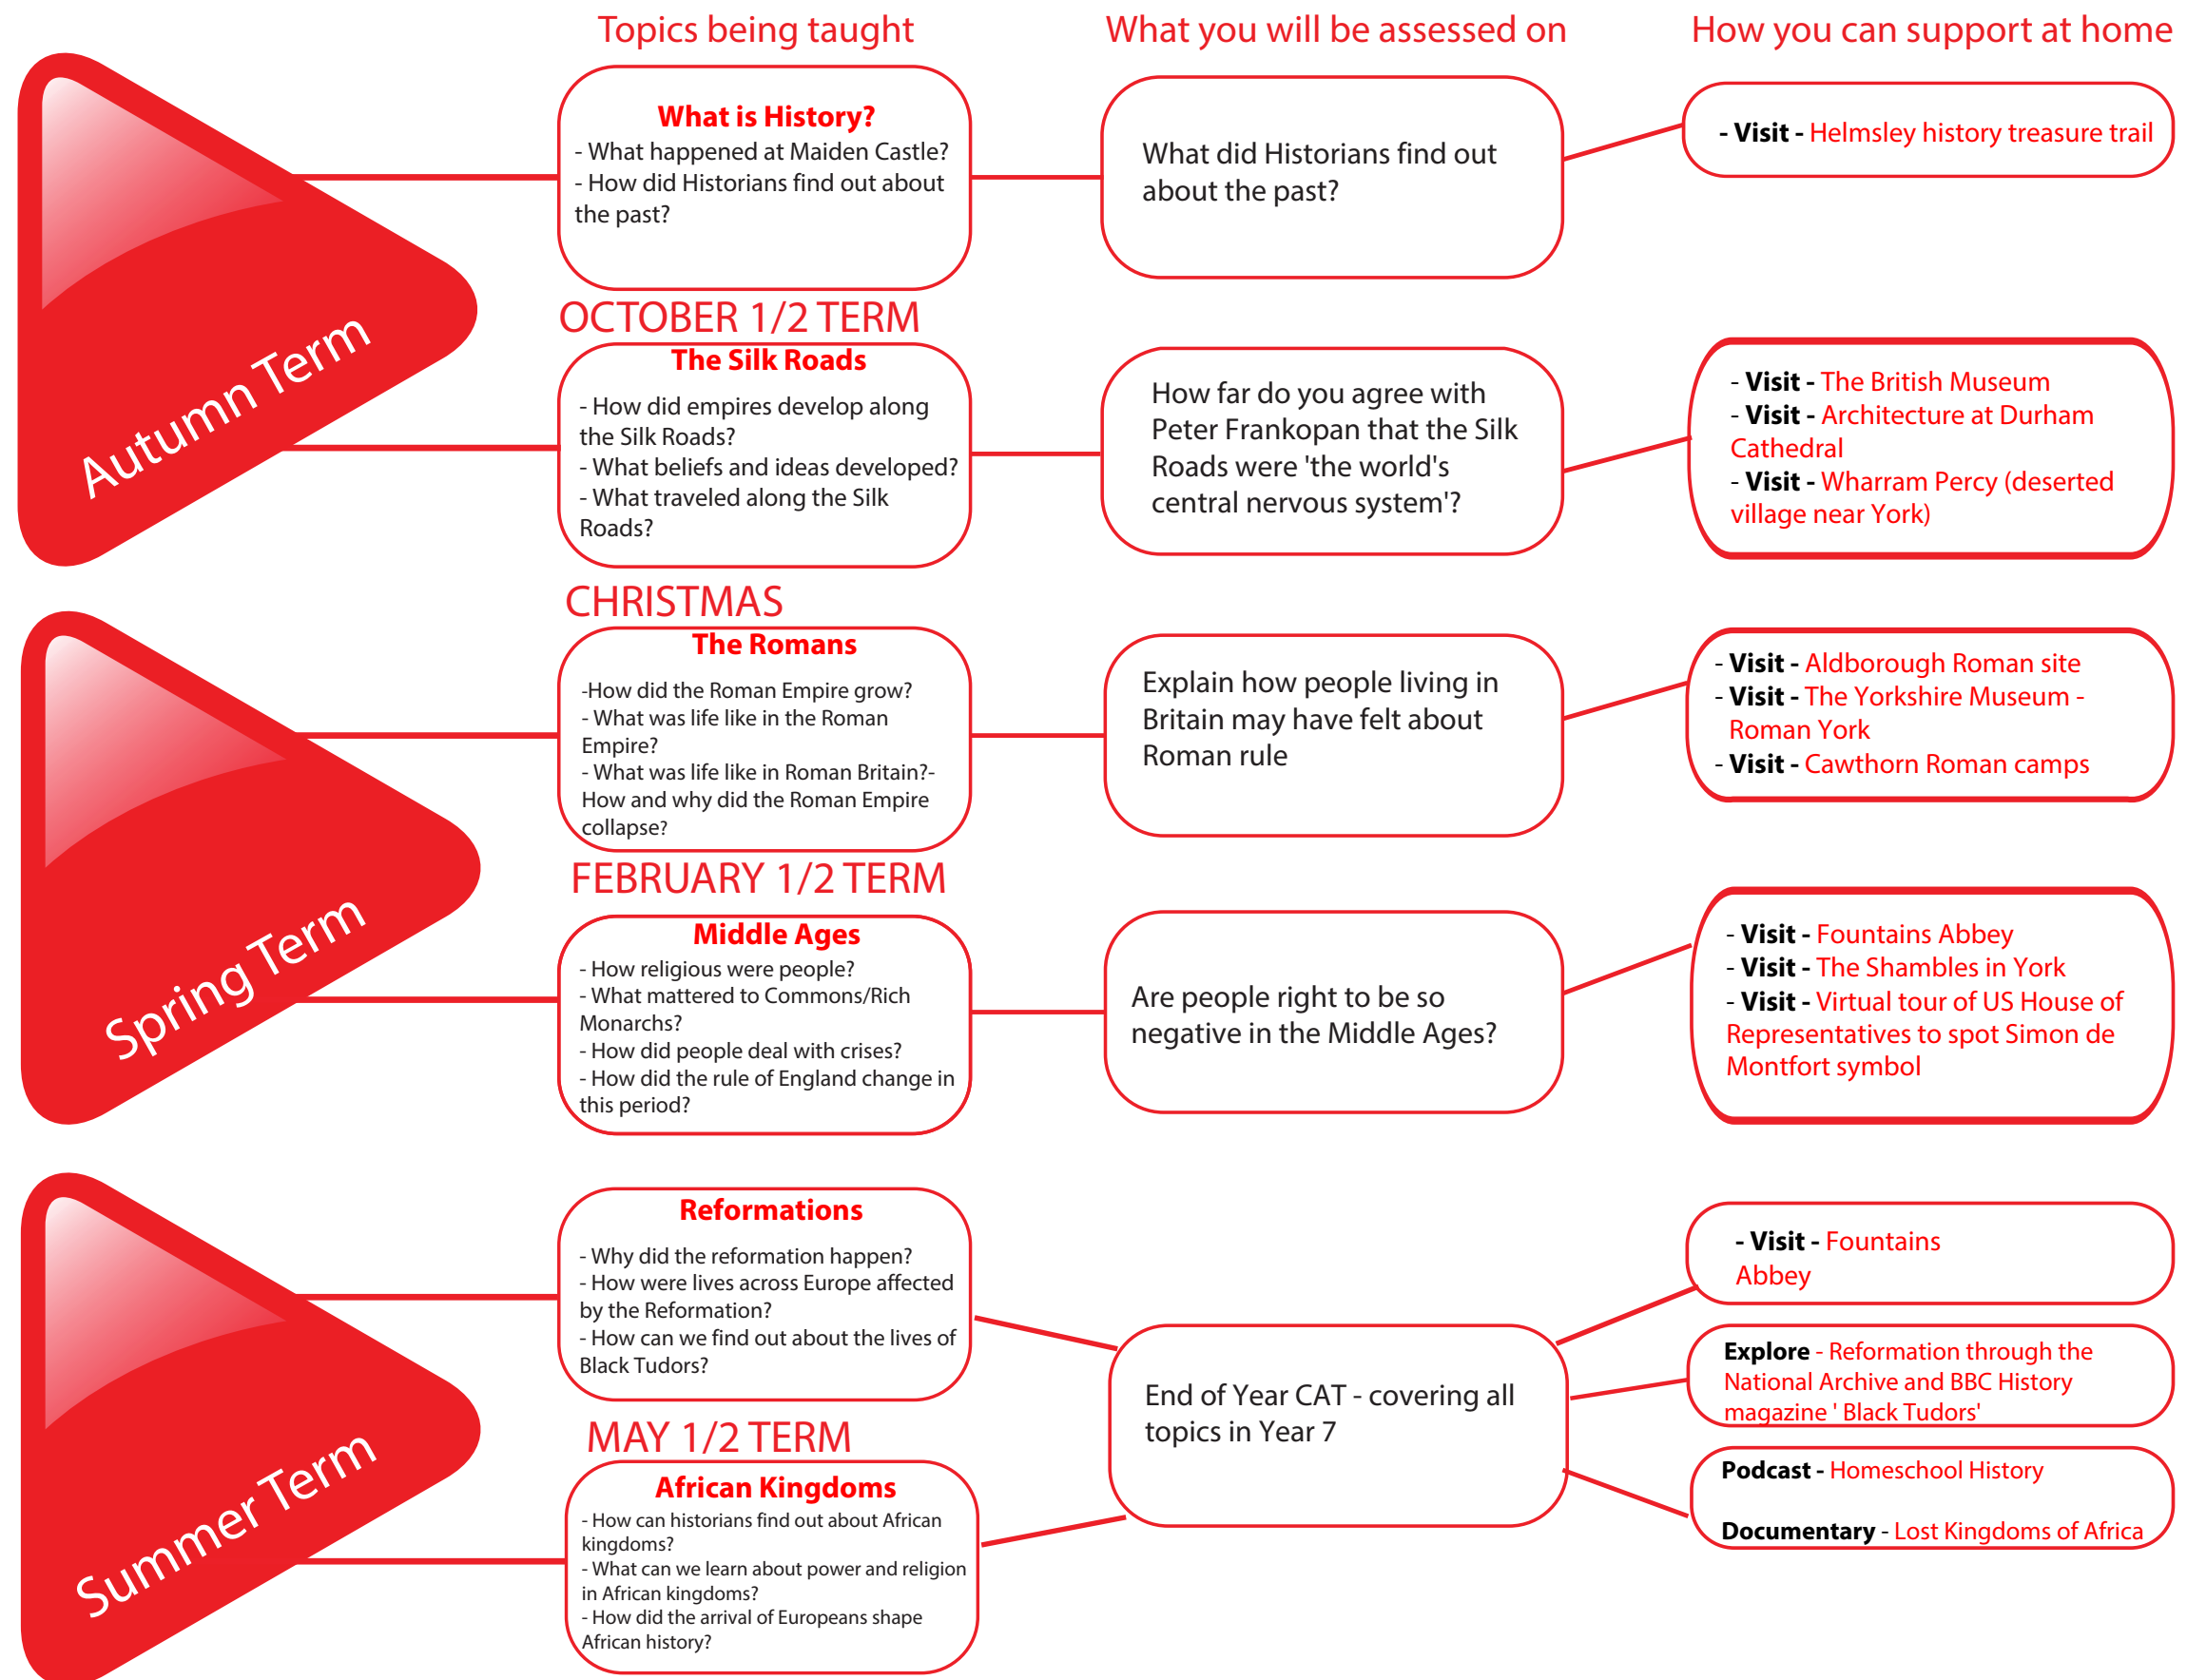 Topics being taught
What you will be assessed on
How you can support at home
Autumn Term
What is History?
- What happened at Maiden Castle?
- How did Historians find out about
the past?
What did Historians find out
about the past?
- Visit - Helmsley history treasure trail
OCTOBER 1/2 TERM
The Silk Roads
- How did empires develop along
the Silk Roads?
- What beliefs and ideas developed?
- What traveled along the Silk
Roads?
How far do you agree with
Peter Frankopan that the Silk
Roads were 'the world's
central nervous system'?
- Visit - The British Museum
- Visit - Architecture at Durham
Cathedral
- Visit - Wharram Percy (deserted
village near York)
CHRISTMAS
Spring Term
The Romans
-How did the Roman Empire grow?
- What was life like in the Roman
Empire?
- What was life like in Roman Britain?-
How and why did the Roman Empire
collapse?
Explain how people living in
Britain may have felt about
Roman rule
- Visit - Aldborough Roman site
- Visit - The Yorkshire Museum -
Roman York
- Visit - Cawthorn Roman camps
FEBRUARY 1/2 TERM
Middle Ages
- How religious were people?
- What mattered to Commons/Rich
Monarchs?
- How did people deal with crises?
- How did the rule of England change in
this period?
Are people right to be so
negative in the Middle Ages?
- Visit - Fountains Abbey
- Visit - The Shambles in York
- Visit - Virtual tour of US House of
Representatives to spot Simon de
Montfort symbol
Summer Term
Reformations
- Why did the reformation happen?
- How were lives across Europe affected
by the Reformation?
- How can we find out about the lives of
Black Tudors?
MAY 1/2 TERM
African Kingdoms
- How can historians find out about African
kingdoms?
- What can we learn about power and religion
in African kingdoms?
- How did the arrival of Europeans shape
African history?
End of Year CAT - covering all
topics in Year 7
- Visit - Fountains
Abbey
Explore - Reformation through the
National Archive and BBC History
magazine ' Black Tudors'
Podcast - Homeschool History
Documentary - Lost Kingdoms of Africa